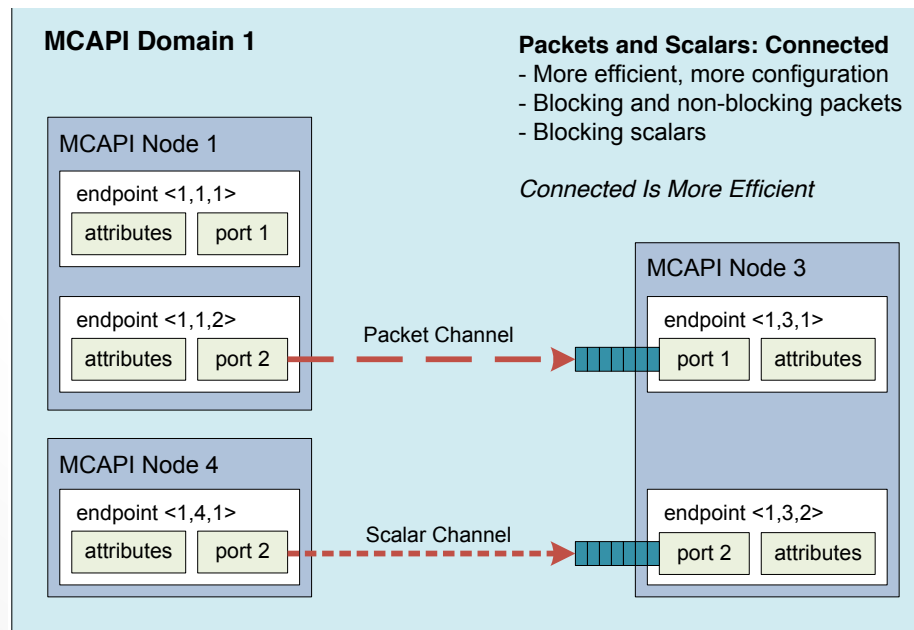 MCAPI Domain 1
Packets and Scalars: Connected
- More efficient, more configuration
- Blocking and non-blocking packets
- Blocking scalars
Connected Is More Efficient
MCAPI Node 1
endpoint <1,1,1>
attributes port 1
endpoint <1,1,2>
attributes port 2
Packet Channel
MCAPI Node 3
endpoint <1,3,1>
port 1 attributes
MCAPI Node 4
endpoint <1,4,1>
attributes port 2
Scalar Channel
endpoint <1,3,2>
port 2 attributes